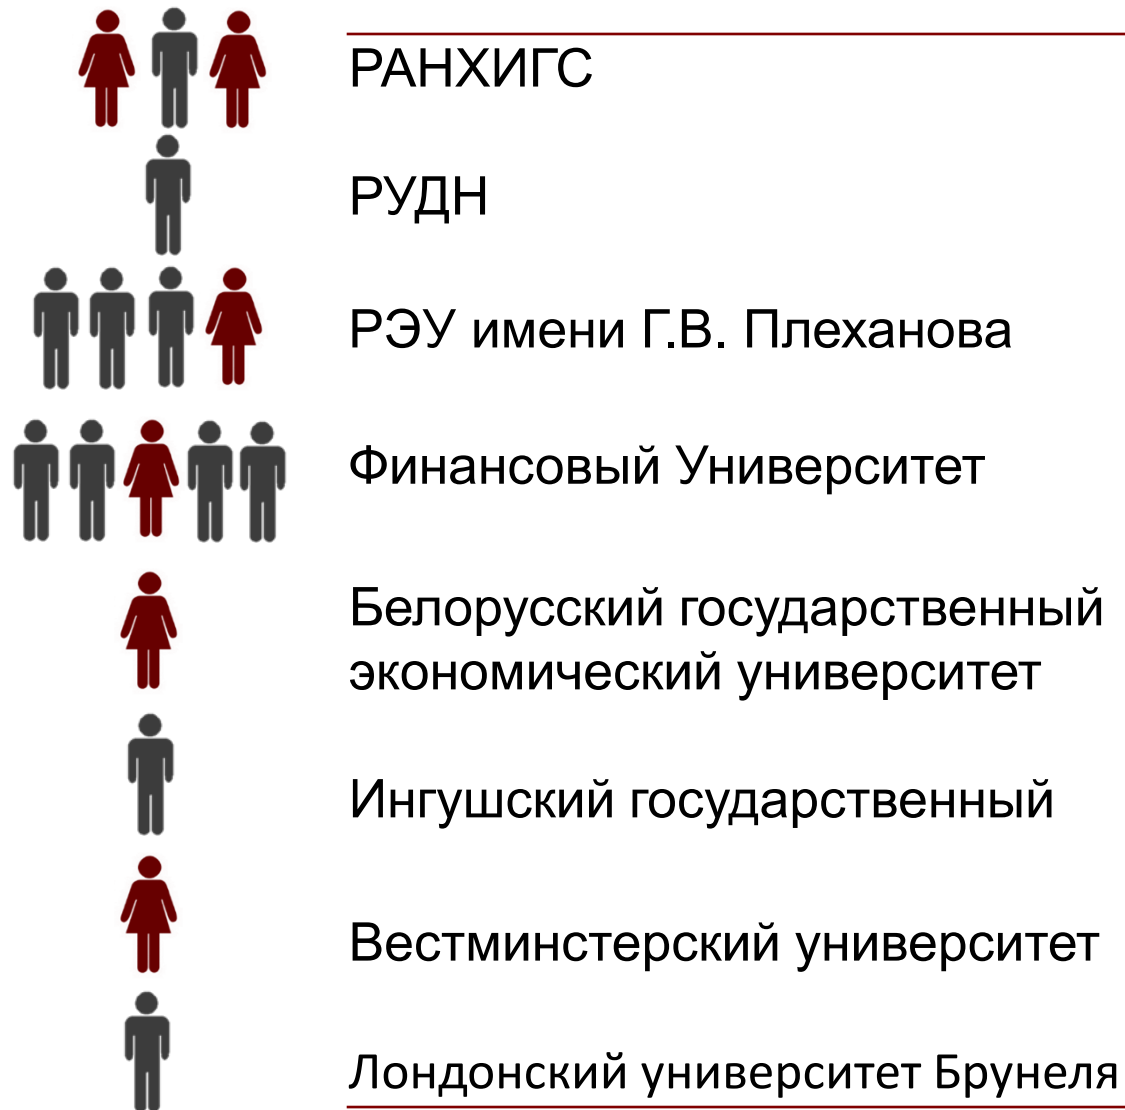 РАНХИГС
РУДН
РЭУ имени Г.В. Плеханова
Финансовый Университет
Белорусский государственный
экономический университет
Ингушский государственный
Вестминстерский университет
Лондонский университет Брунеля